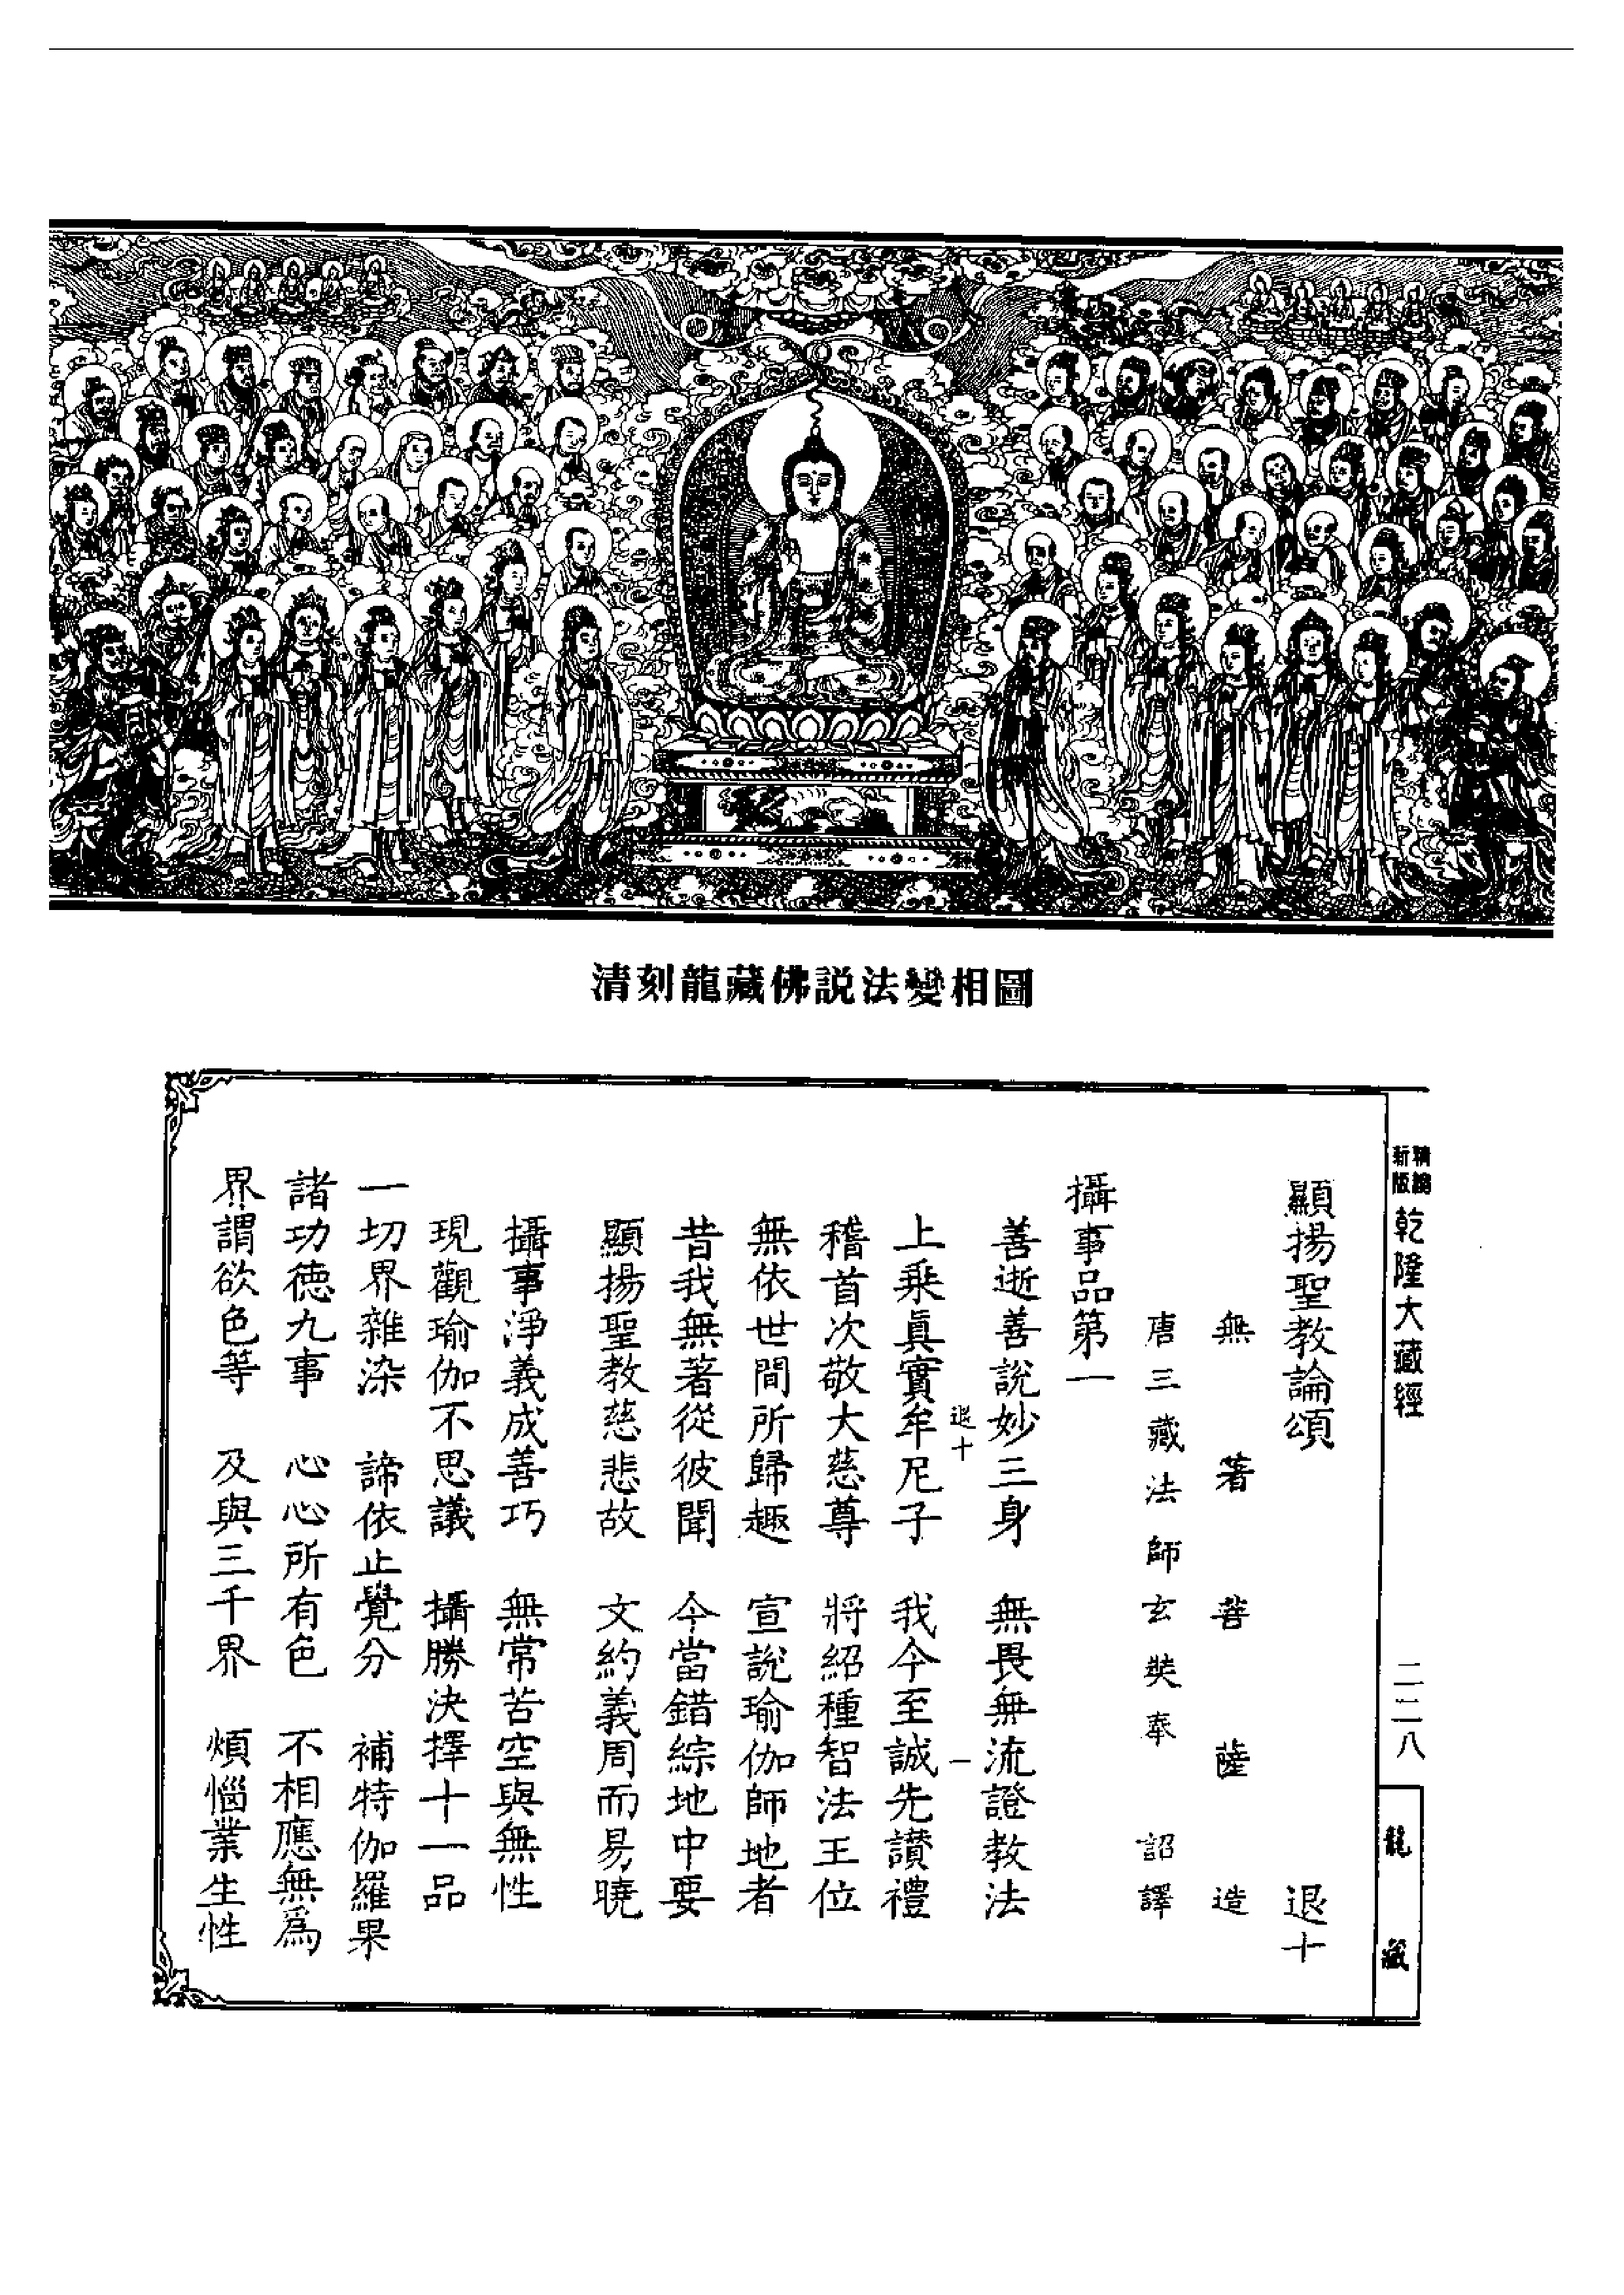 清刻龍藏佛説法變相圖
精編
新版
乾隆大藏經
二二八
龍藏
顯揚聖教論頌 退十
無著菩薩造
唐三藏法師玄奘奉 詔譯
攝事品第一
善逝善說妙三身 無畏無流證教法
退十 一
上乘眞實牟尼子 我今至誠先讚禮
稽首次敬大慈尊 將紹種智法王位
無依世間所歸趣 宣說瑜伽師地者
昔我無著從彼聞 今當錯綜地中要
顯揚聖教慈悲故 文約義周而易曉
攝事淨義成善巧 無常苦空與無性
現觀瑜伽不思議 攝勝決擇十一品
一切界雜染 諦依止覺分 補特伽羅果
諸功德九事 心心所有色 不相應無爲
界謂欲色等 及與三千界 煩惱業生性